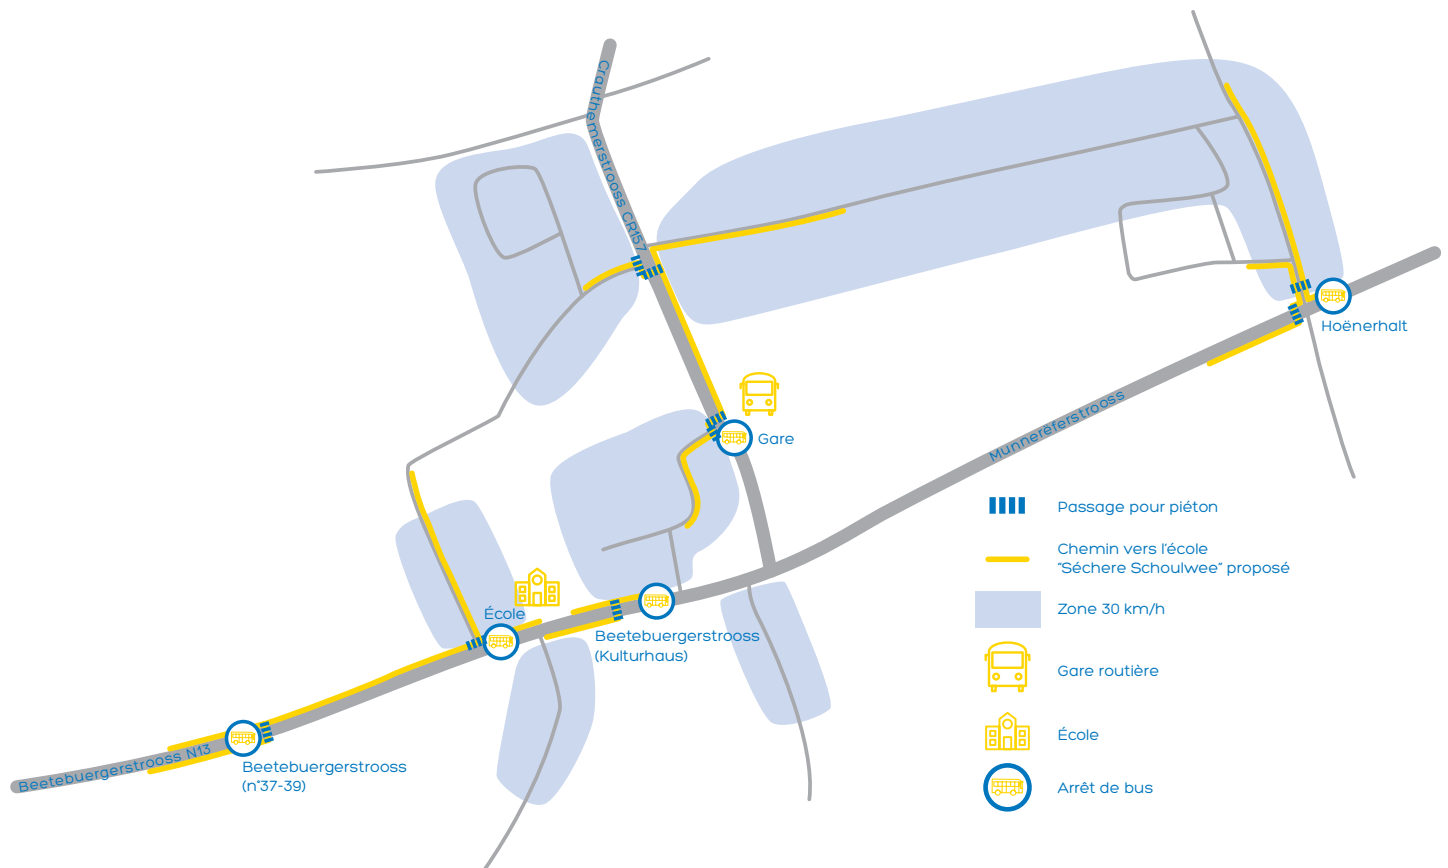 Crauthemerstrooss CR157
Hoënerhalt
Munneréferstrooss
Gare
École
Beetebuergerstrooss
(Kulturhaus)
Beetebuergerstrooss N13
Beetebuergerstrooss
(n°37-39)
Passage pour piéton
Chemin vers l'école
"Séchere Schoulwee" proposé
Zone 30 km/h
Gare routière
École
Arrêt de bus